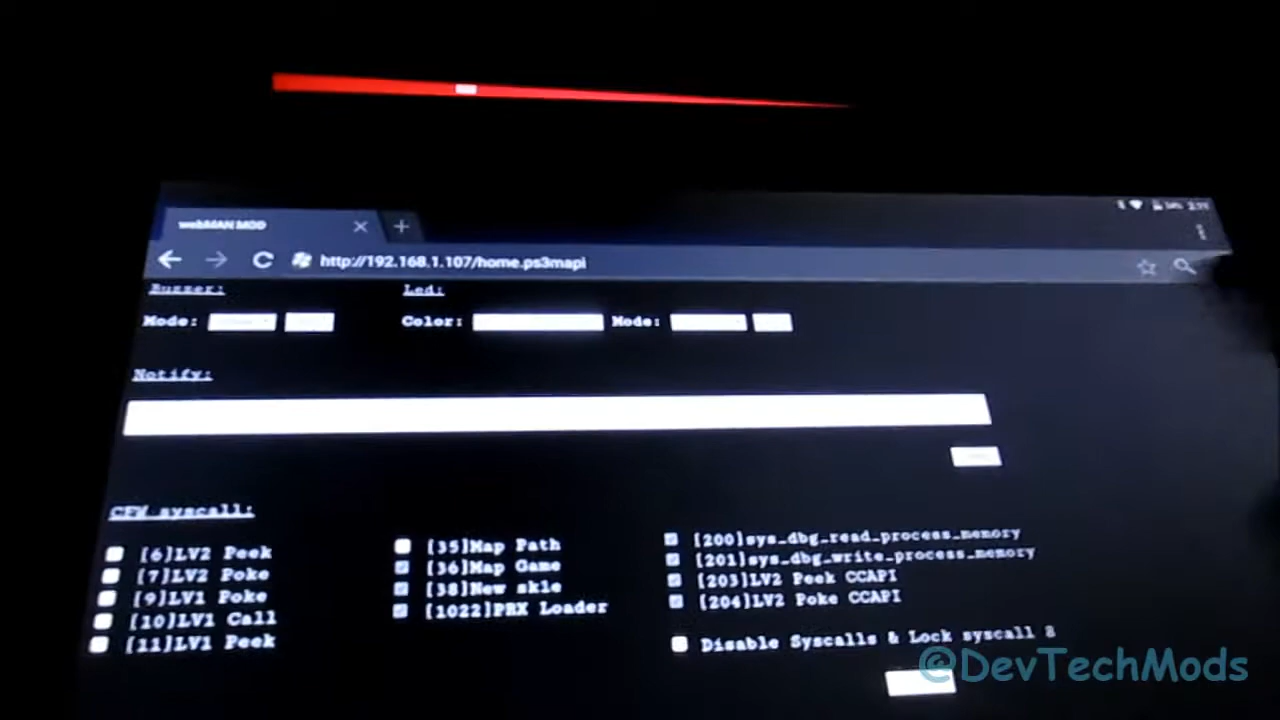 webMAN MOD
http://192.168.1.107/home.ps3mapi
Buzzer: Led:
Mode: Color: Mode:
Notify:
CFW syscall:
[6]LV2 Peek [35]Map Path [200]sys_dbg_read_process_memory
[7]LV2 Poke [36]Map Game [201]sys_dbg_write_process_memory
[9]LV1 Poke [38]New sk1e [203]LV2 Peek CCAPI
[10]LV1 Call [1022]PRX Loader [204]LV2 Poke CCAPI
[11]LV1 Peek Disable Syscalls & Lock syscall 8
@DevTechMods